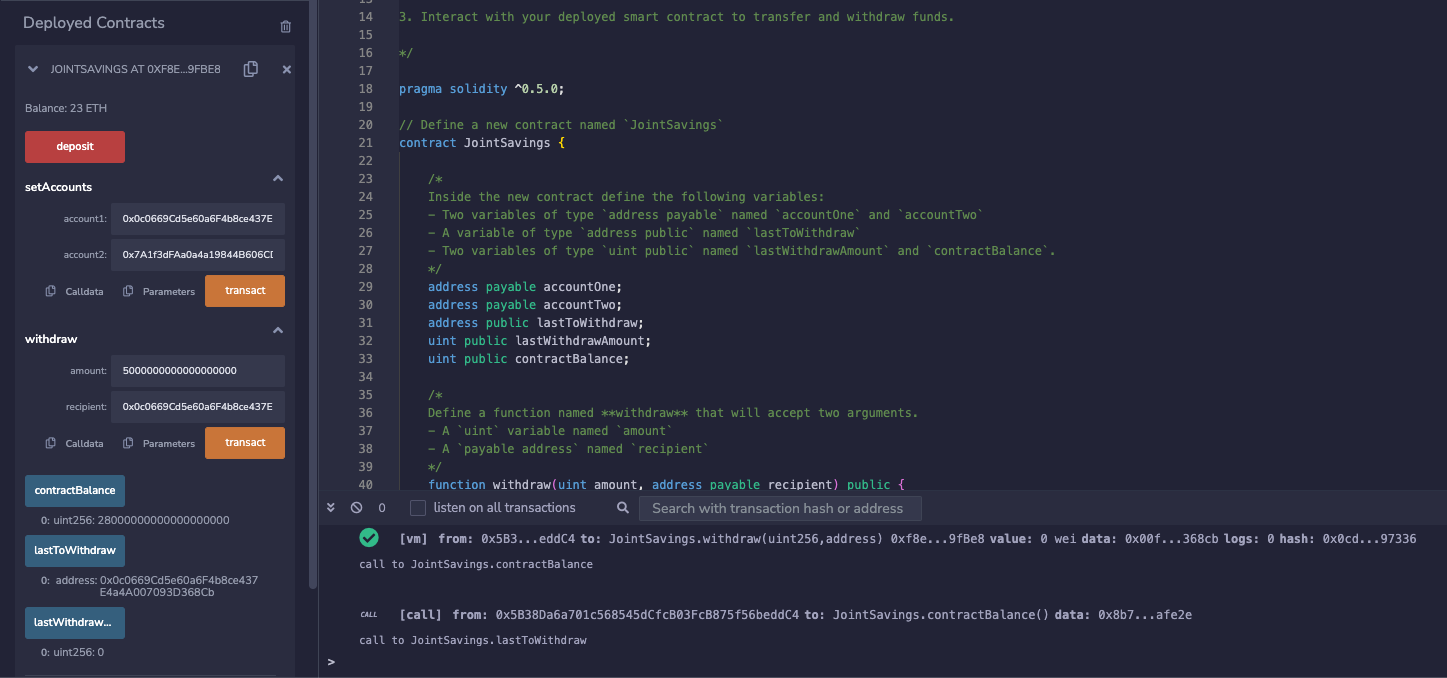 Deployed Contracts
JOINTSAVINGS AT 0XF8E...9FBE8
Balance: 23 ETH
deposit
setAccounts
account1: 0x0c0669Cd5e60a6F4b8ce437E
account2: 0x7A1f3dFAa0a4a19844B606CD
Calldata Parameters transact
withdraw
amount: 5000000000000000000
recipient: 0x0c0669Cd5e60a6F4b8ce437E
Calldata Parameters transact
contractBalance
0: uint256: 28000000000000000000
lastToWithdraw
0: address: 0x0c0669Cd5e60a6F4b8ce437
E4a4A007093D368Cb
lastWithdraw...
0: uint256: 0
13
14 3. Interact with your deployed smart contract to transfer and withdraw funds.
15
16 */
17
18 pragma solidity ^0.5.0;
19
20 // Define a new contract named `JointSavings`
21 contract JointSavings {
22
23 /*
24 Inside the new contract define the following variables:
25 - Two variables of type `address payable` named `accountOne` and `accountTwo`
26 - A variable of type `address public` named `lastToWithdraw`
27 - Two variables of type `uint public` named `lastWithdrawAmount` and `contractBalance`.
28 */
29 address payable accountOne;
30 address payable accountTwo;
31 address public lastToWithdraw;
32 uint public lastWithdrawAmount;
33 uint public contractBalance;
34
35 /*
36 Define a function named **withdraw** that will accept two arguments.
37 - A `uint` variable named `amount`
38 - A `payable address` named `recipient`
39 */
40 function withdraw(uint amount, address payable recipient) public {
0 listen on all transactions Search with transaction hash or address
[vm] from: 0x5B3...eddC4 to: JointSavings.withdraw(uint256,address) 0xf8e...9fBe8 value: 0 wei data: 0x00f...368cb logs: 0 hash: 0x0cd...97336
call to JointSavings.contractBalance
CALL [call] from: 0x5B38Da6a701c568545dCfcB03FcB875f56beddC4 to: JointSavings.contractBalance() data: 0x8b7...afe2e
call to JointSavings.lastToWithdraw
>